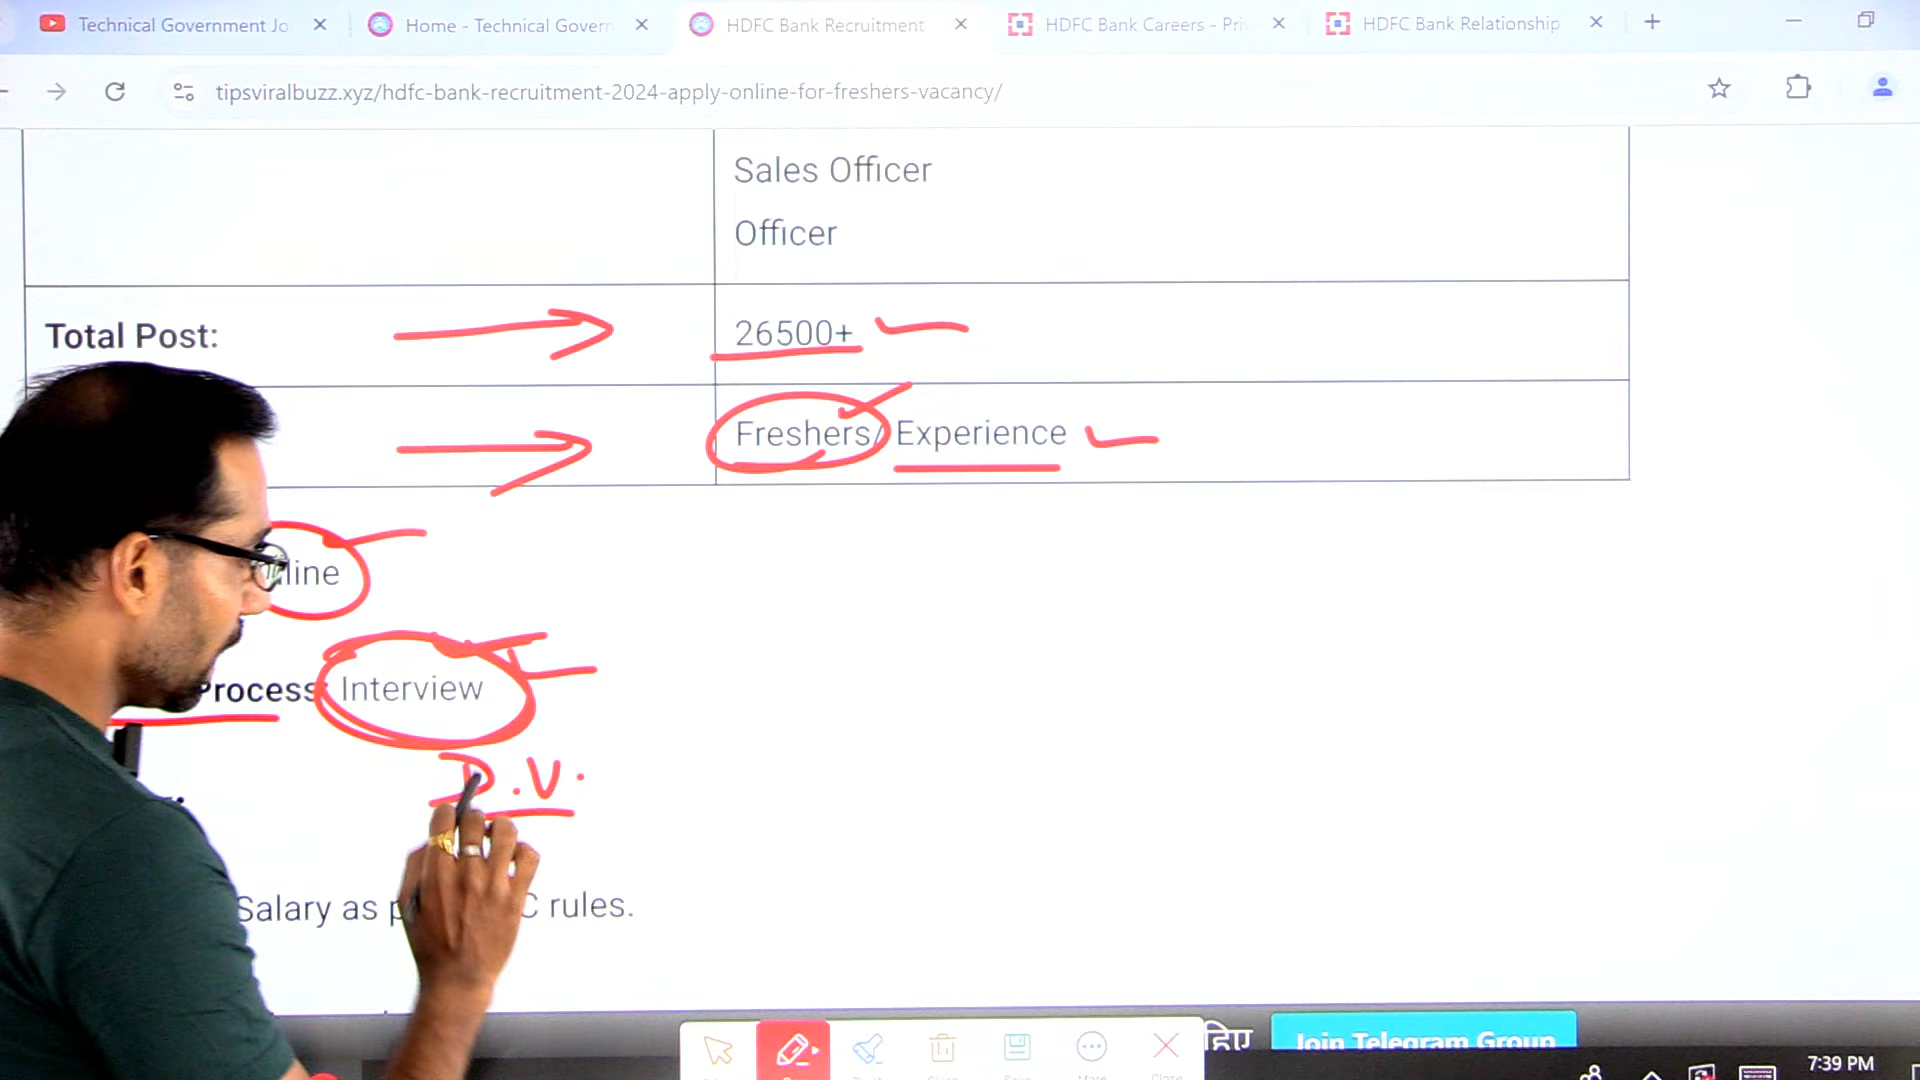 Technical Government Jo
Home - Technical Govern
HDFC Bank Recruitment
HDFC Bank Careers - Pri
HDFC Bank Relationship
tipsviralbuzz.xyz/hdfc-bank-recruitment-2024-apply-online-for-freshers-vacancy/
Sales Officer
Officer
Total Post:
26500+
Freshers/ Experience
line
Process: Interview
D.V.
Salary as p C rules.
हिए
Join Telegram Group
More
Close
7:39 PM